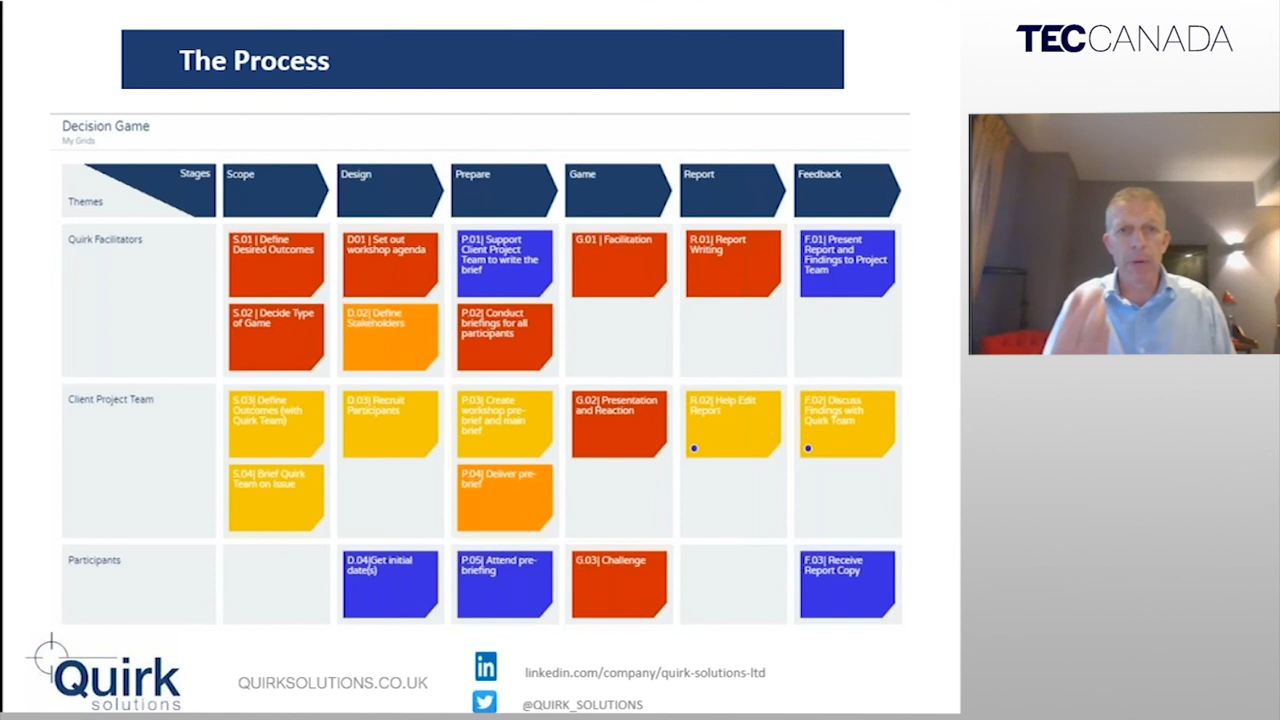 The Process
TECCANADA
Decision Game
My Grids
Stages
Themes
Scope
Design
Prepare
Game
Report
Feedback
Quirk Facilitators
S.01 | Define
Desired Outcomes
D01 | Set out
workshop agenda
P.01| Support
Client Project
Team to write the
brief
G.01 | Facilitation
R.01| Report
Writing
F.01| Present
Report and
Findings to Project
Team
S.02 | Decide Type
of Game
D.02| Define
Stakeholders
P.02| Conduct
briefings for all
participants
Client Project Team
S.03| Define
Outcomes (with
Quirk Team)
D.03| Recruit
Participants
P.03| Create
workshop pre-
brief and main
brief
G.02| Presentation
and Reaction
R.02| Help Edit
Report
F.02| Discuss
Findings with
Quirk Team
S.04| Brief Quirk
Team on Issue
P.04| Deliver pre-
brief
Participants
D.04|Get initial
date(s)
P.05| Attend pre-
briefing
G.03| Challenge
F.03| Receive
Report Copy
Quirk
solutions
QUIRKSOLUTIONS.CO.UK
in
linkedin.com/company/quirk-solutions-ltd
@QUIRK_SOLUTIONS